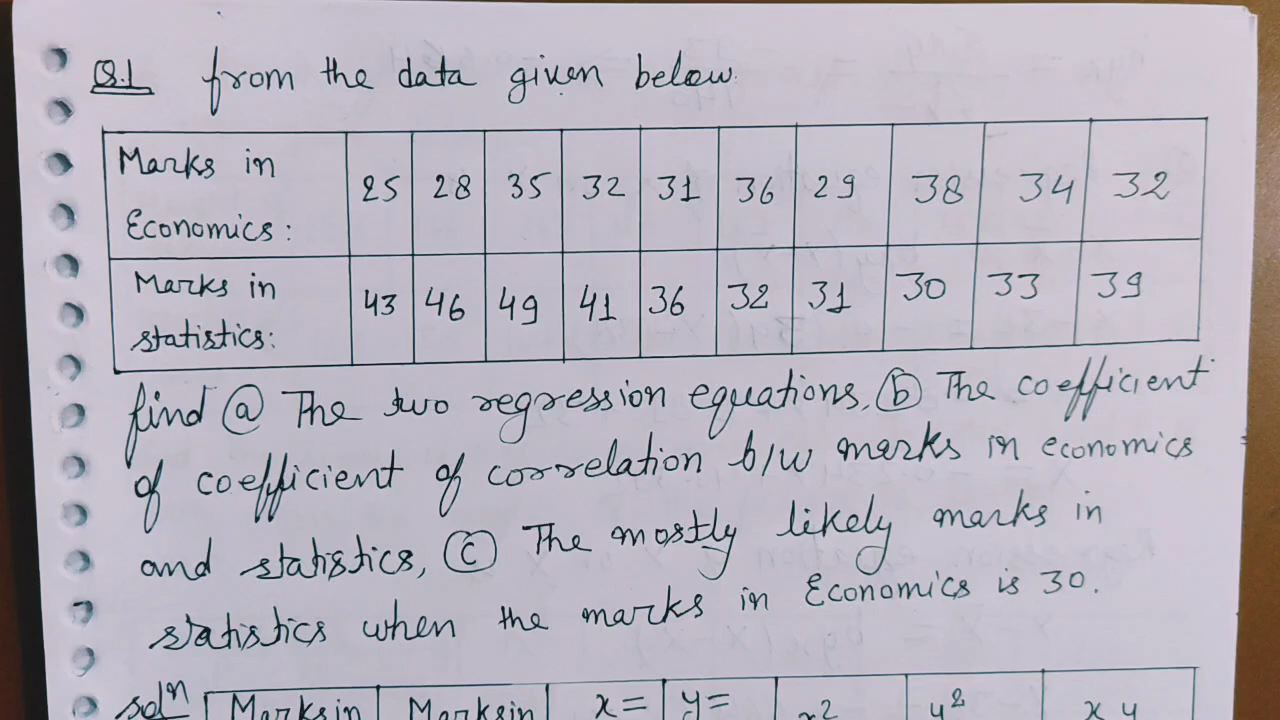 Q.1 from the data given below.
Marks in Economics: 25 28 35 32 31 36 29 38 34 32
Marks in statistics: 43 46 49 41 36 32 31 30 33 39
find (a) The two regression equations, (b) The coefficient
of coefficient of correlation b/w marks in economics
and statistics, (c) The mostly likely marks in
statistics when the marks in Economics is 30.
soln Marks in Marks in x= y= x² y² xy